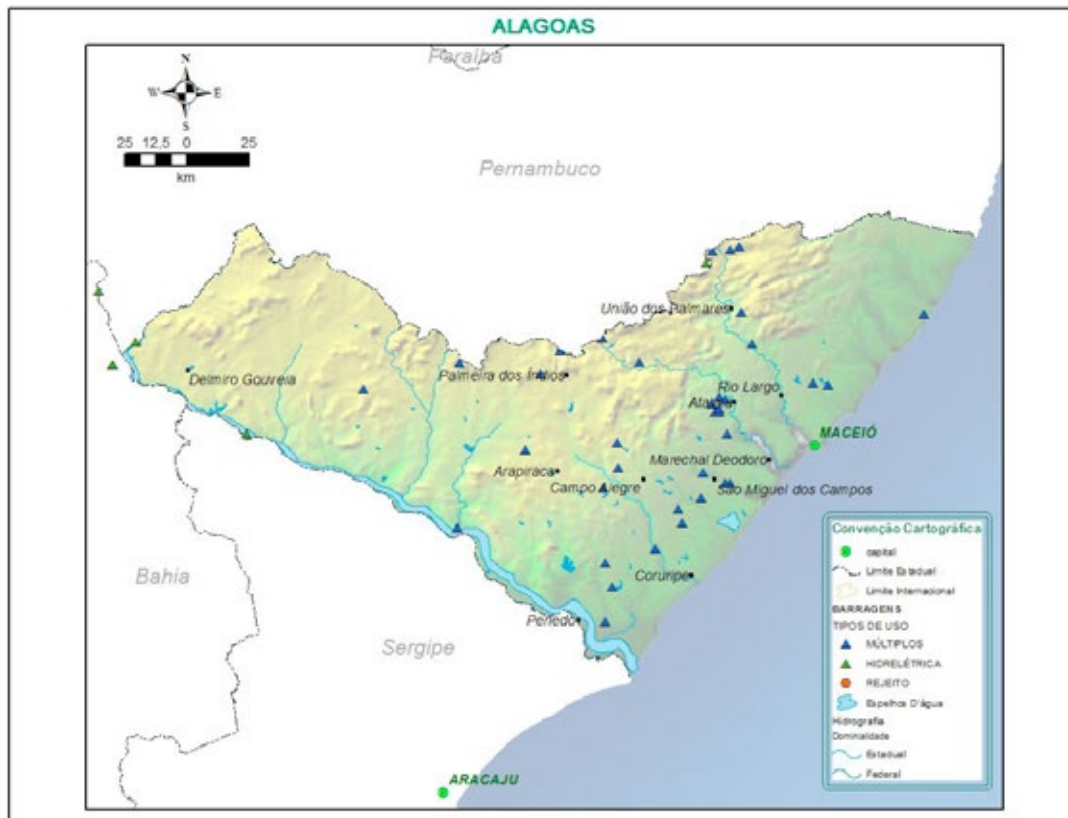 ALAGOAS
Paraíba
N
W E
S
25 12,5 0 25
km
Pernambuco
União dos Palmares
Delmiro Gouveia
Palmeira dos Índios
Rio Largo
Atalaia
MACEIÓ
Marechal Deodoro
Arapiraca
Campo Alegre
São Miguel dos Campos
Bahia
Coruripe
Penedo
Sergipe
ARACAJU
Convenção Cartográfica
capital
Limite Estadual
Limite Internacional
BARRAGENS
TIPOS DE USO
MÚLTIPLOS
HIDRELÉTRICA
REJEITO
Espelhos D'água
Hidrografia
Dominialidade
Estadual
Federal